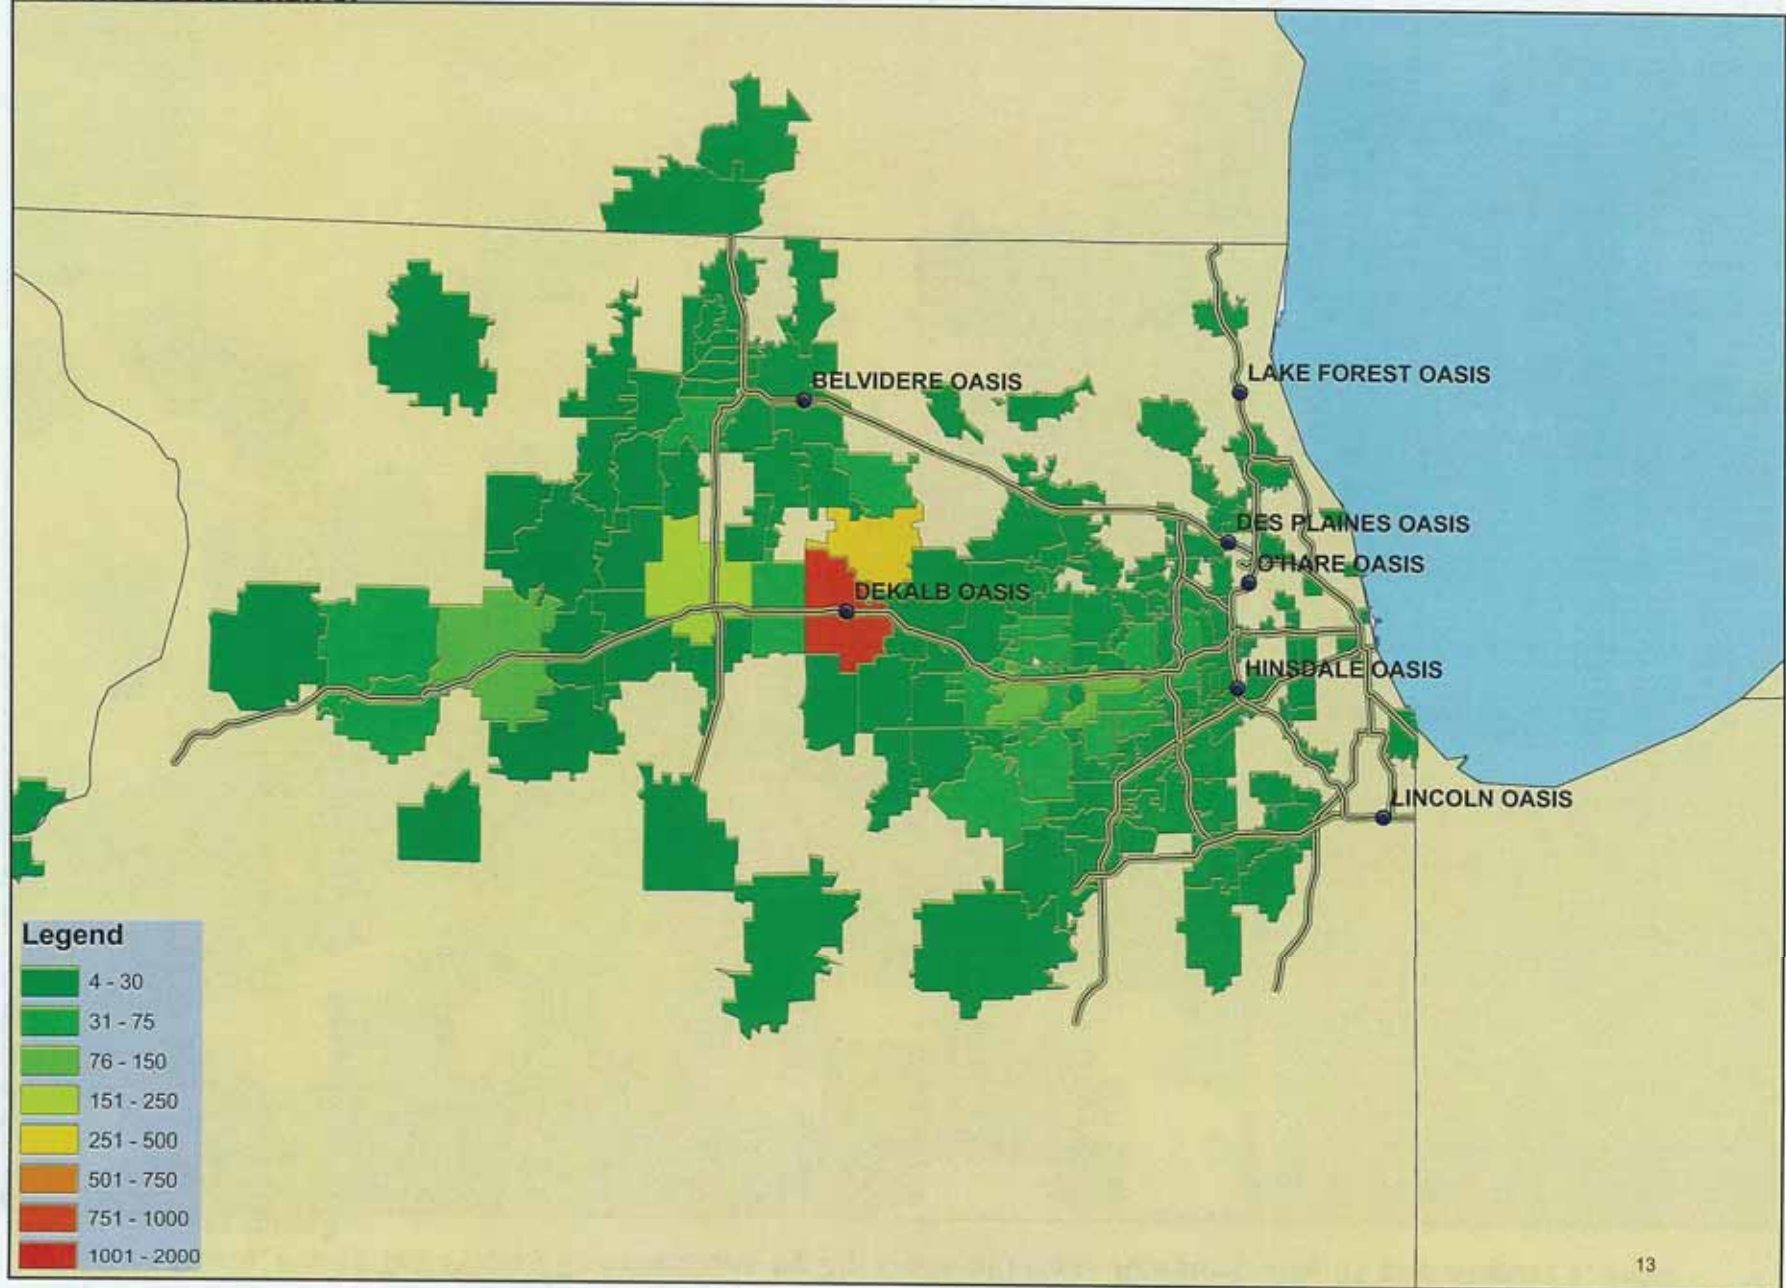 BELVIDERE OASIS
LAKE FOREST OASIS
DES PLAINES OASIS
O'HARE OASIS
DEKALB OASIS
HINSDALE OASIS
LINCOLN OASIS
Legend
4 - 30
31 - 75
76 - 150
151 - 250
251 - 500
501 - 750
751 - 1000
1001 - 2000
13